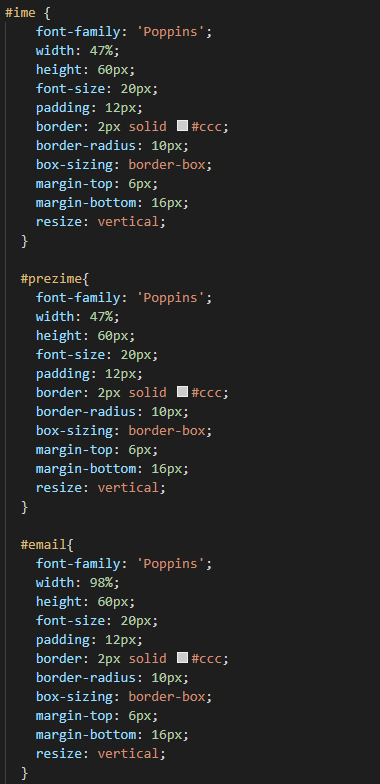 #ime {
font-family: 'Poppins';
width: 47%;
height: 60px;
font-size: 20px;
padding: 12px;
border: 2px solid #ccc;
border-radius: 10px;
box-sizing: border-box;
margin-top: 6px;
margin-bottom: 16px;
resize: vertical;
}
#prezime{
font-family: 'Poppins';
width: 47%;
height: 60px;
font-size: 20px;
padding: 12px;
border: 2px solid #ccc;
border-radius: 10px;
box-sizing: border-box;
margin-top: 6px;
margin-bottom: 16px;
resize: vertical;
}
#email{
font-family: 'Poppins';
width: 98%;
height: 60px;
font-size: 20px;
padding: 12px;
border: 2px solid #ccc;
border-radius: 10px;
box-sizing: border-box;
margin-top: 6px;
margin-bottom: 16px;
resize: vertical;
}